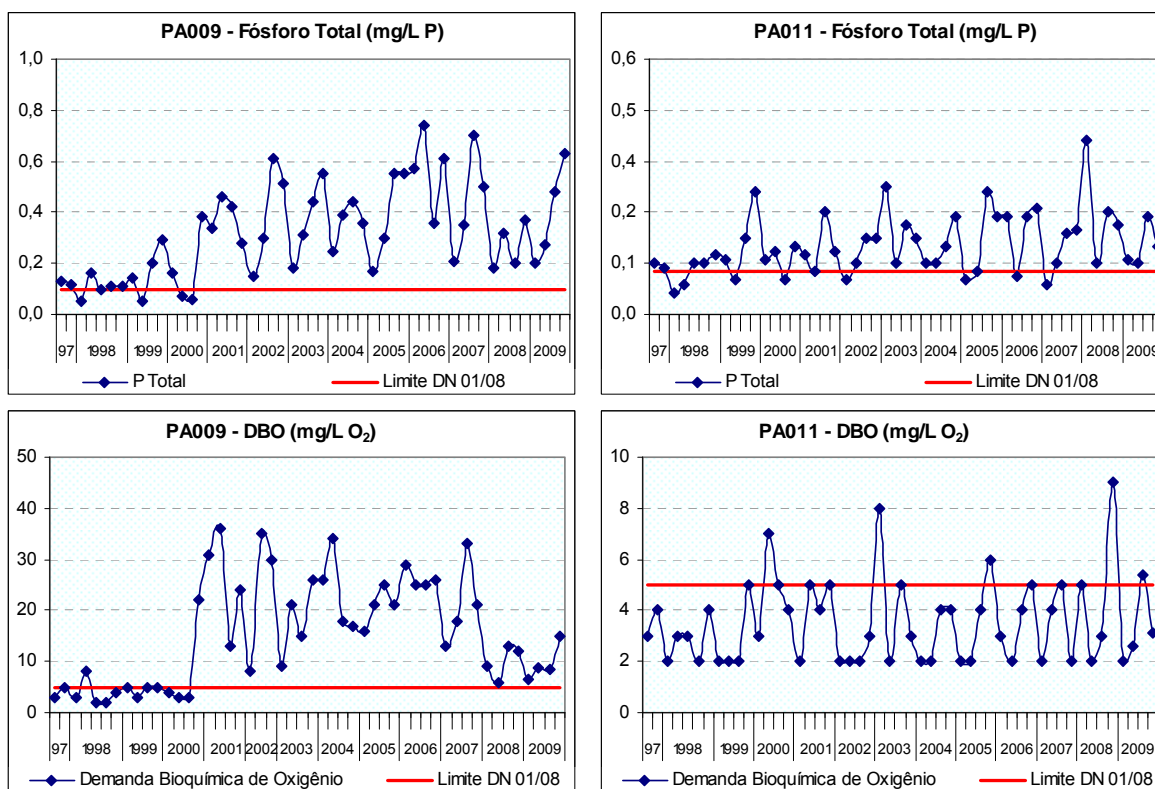 PA009 - Fósforo Total (mg/L P)
1,0
0,8
0,6
0,4
0,2
0,0
97 1998 1999 2000 2001 2002 2003 2004 2005 2006 2007 2008 2009
P Total Limite DN 01/08
PA011 - Fósforo Total (mg/L P)
0,6
0,5
0,4
0,2
0,1
0,0
97 1998 1999 2000 2001 2002 2003 2004 2005 2006 2007 2008 2009
P Total Limite DN 01/08
PA009 - DBO (mg/L O₂)
50
40
30
20
10
0
97 1998 1999 2000 2001 2002 2003 2004 2005 2006 2007 2008 2009
Demanda Bioquímica de Oxigênio Limite DN 01/08
PA011 - DBO (mg/L O₂)
10
8
6
4
2
0
97 1998 1999 2000 2001 2002 2003 2004 2005 2006 2007 2008 2009
Demanda Bioquímica de Oxigênio Limite DN 01/08